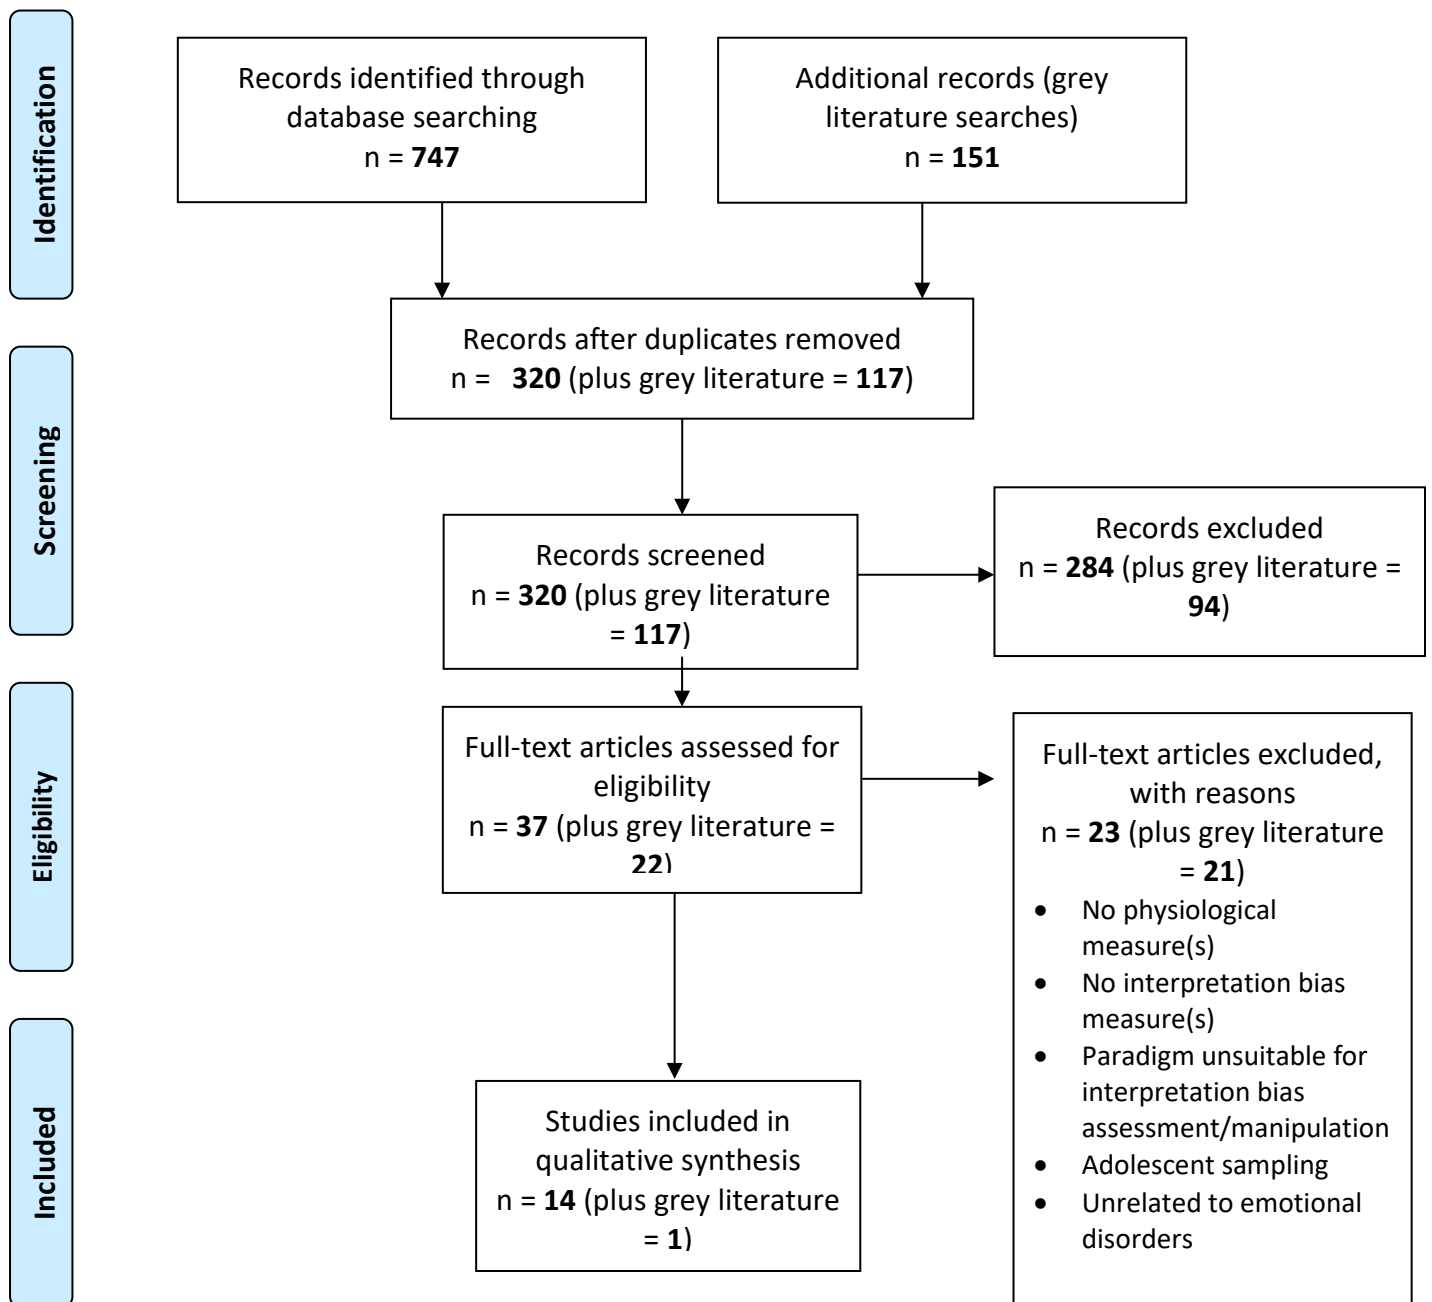 Identification
Records identified through
database searching
n = 747
Additional records (grey
literature searches)
n = 151
Records after duplicates removed
n =   320 (plus grey literature = 117)
Screening
Records screened
n = 320 (plus grey literature
= 117)
Records excluded
n = 284 (plus grey literature =
94)
Eligibility
Full-text articles assessed for
eligibility
n = 37 (plus grey literature =
22)
Full-text articles excluded,
with reasons
n = 23 (plus grey literature
= 21)
• No physiological
measure(s)
• No interpretation bias
measure(s)
• Paradigm unsuitable for
interpretation bias
assessment/manipulation
• Adolescent sampling
• Unrelated to emotional
disorders
Included
Studies included in
qualitative synthesis
n = 14 (plus grey literature
= 1)